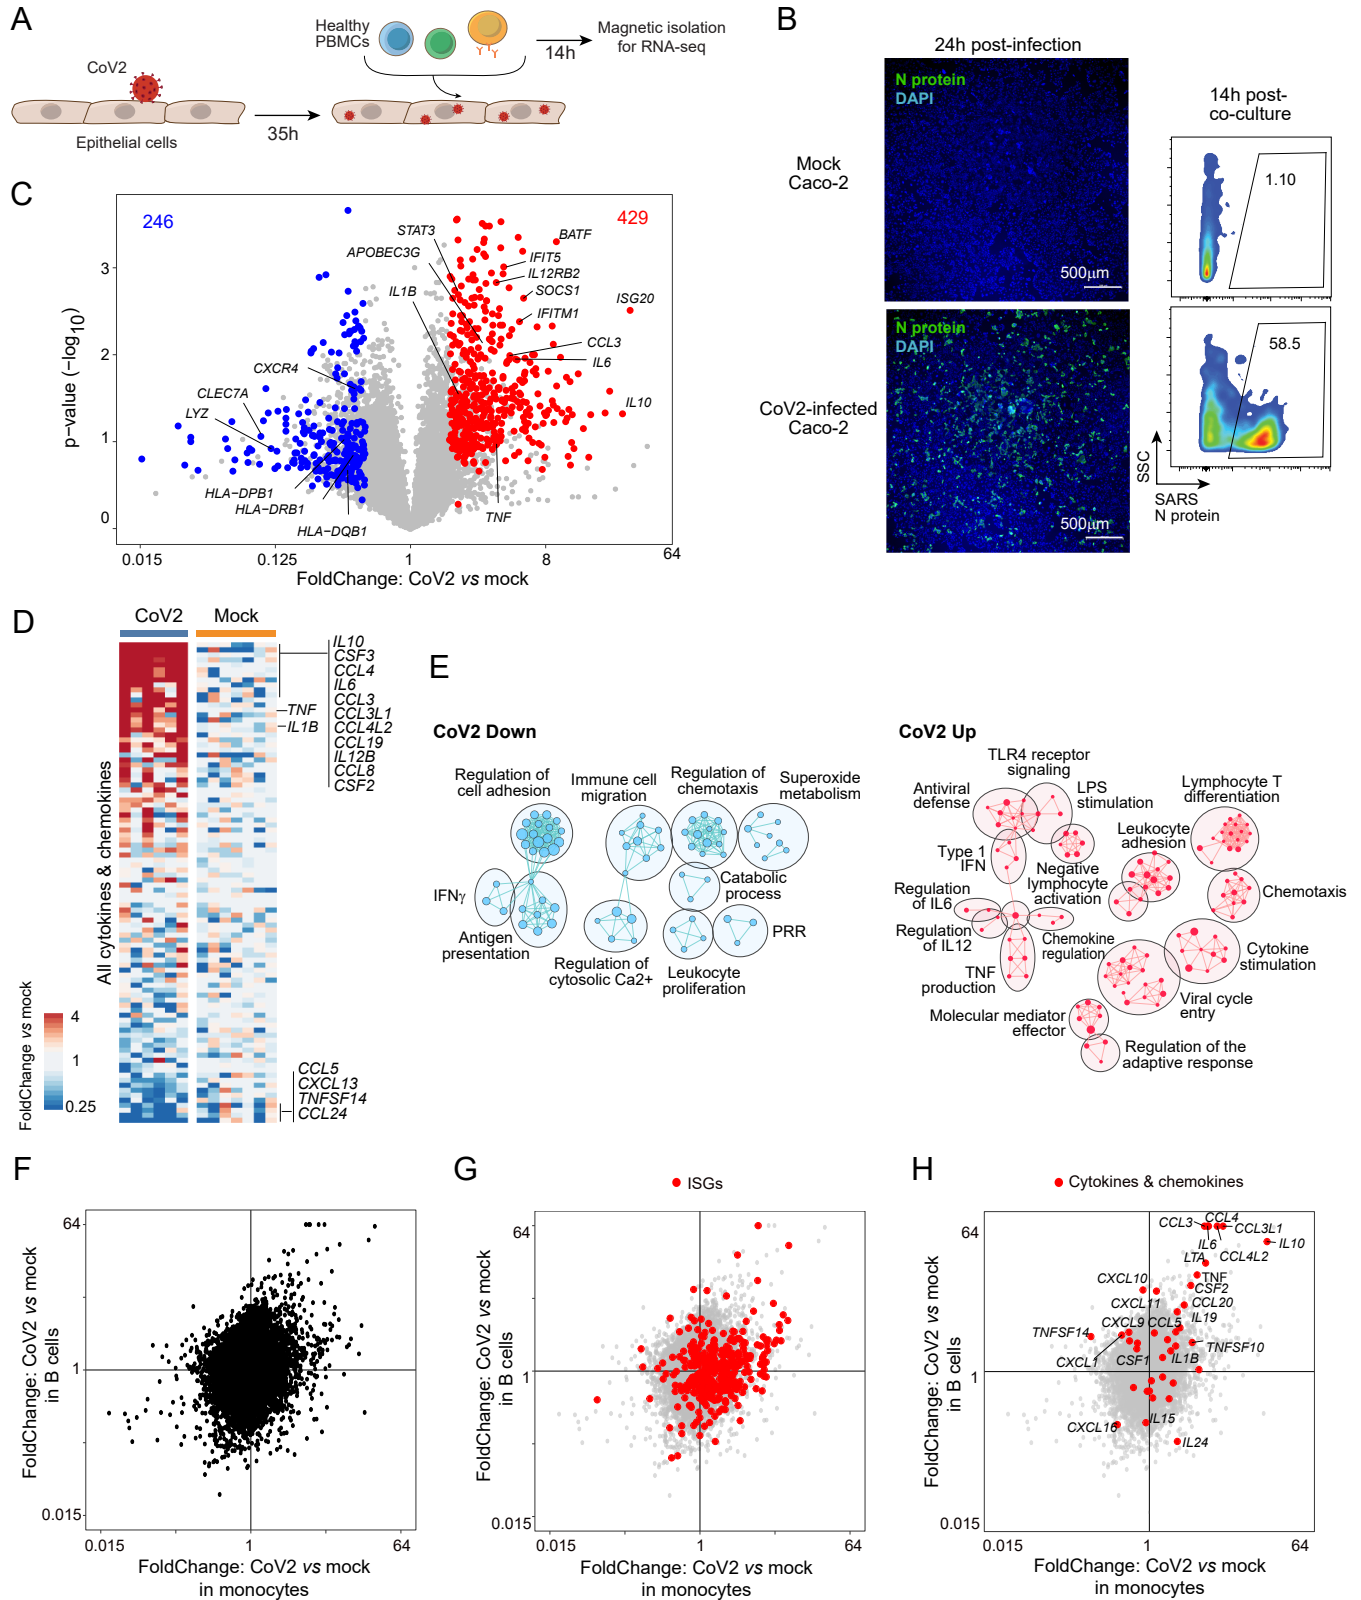 A
CoV2
Epithelial cells
35h
Healthy
PBMCs
14h
Magnetic isolation
for RNA-seq
B
24h post-infection
N protein
DAPI
Mock
Caco-2
500µm
N protein
DAPI
CoV2-infected
Caco-2
500µm
14h post-
co-culture
1.10
58.5
SSC
SARS
N protein
C
246
429
STAT3
APOBEC3G
IL1B
BATF
IFIT5
IL12RB2
SOCS1
ISG20
IFITM1
CCL3
IL6
IL10
CXCR4
CLEC7A
LYZ
HLA−DPB1
HLA−DRB1
HLA−DQB1
TNF
p−value (−log10)
3
2
1
0
0.015
0.125
1
8
64
FoldChange: CoV2 vs mock
D
CoV2
Mock
All cytokines & chemokines
IL10
CSF3
CCL4
IL6
CCL3
CCL3L1
CCL4L2
CCL19
IL12B
CCL8
CSF2
TNF
IL1B
CCL5
CXCL13
TNFSF14
CCL24
FoldChange vs mock
4
1
0.25
E
CoV2 Down
Regulation of
cell adhesion
Immune cell
migration
Regulation of
chemotaxis
Superoxide
metabolism
IFNγ
Antigen
presentation
Regulation of
cytosolic Ca2+
Catabolic
process
PRR
Leukocyte
proliferation
CoV2 Up
TLR4 receptor
signaling
Antiviral
defense
LPS
stimulation
Lymphocyte T
differentiation
Type 1
IFN
Leukocyte
adhesion
Negative
lymphocyte
activation
Chemotaxis
Regulation
of IL6
Regulation
of IL12
Chemokine
regulation
TNF
production
Cytokine
stimulation
Viral cycle
entry
Molecular mediator
effector
Regulation of the
adaptive response
F
64
1
0.015
FoldChange: CoV2 vs mock
in B cells
0.015
1
64
FoldChange: CoV2 vs mock
in monocytes
G
ISGs
64
1
0.015
FoldChange: CoV2 vs mock
in B cells
0.015
1
64
FoldChange: CoV2 vs mock
in monocytes
H
Cytokines & chemokines
CCL3
CCL4
CCL3L1
IL6
CCL4L2
IL10
LTA
TNF
CSF2
CXCL10
CCL20
CXCL11
IL19
CXCL9
CCL5
TNFSF14
TNFSF10
CXCL1
CSF1
IL1B
CXCL16
IL15
IL24
64
1
0.015
FoldChange: CoV2 vs mock
in B cells
0.015
1
64
FoldChange: CoV2 vs mock
in monocytes